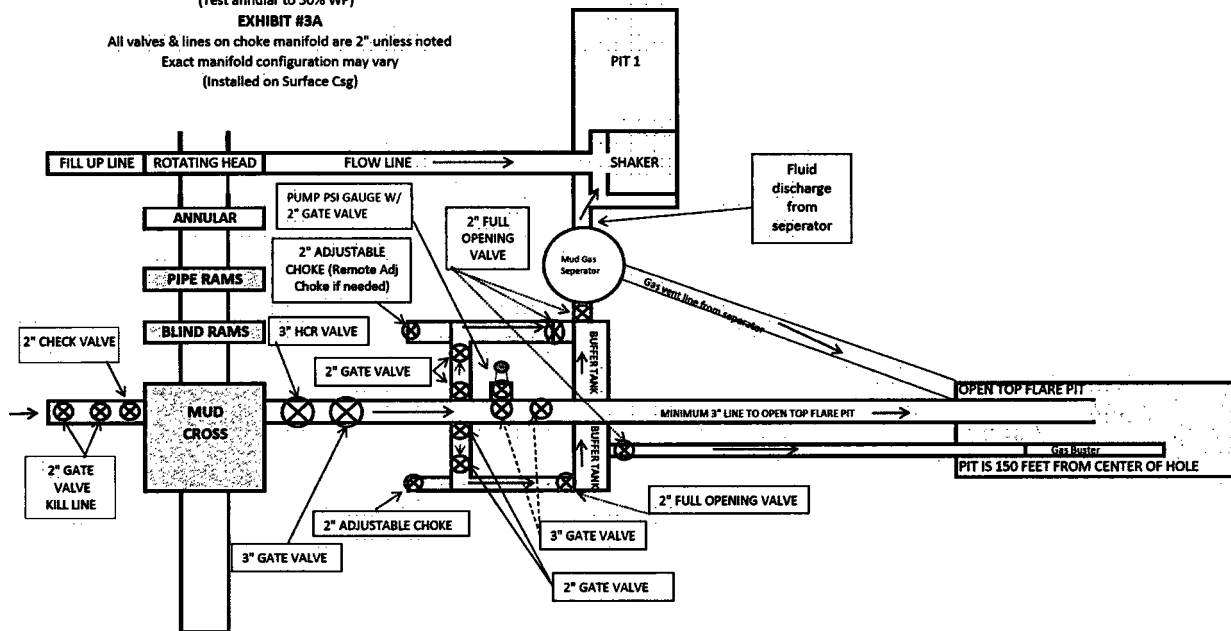 (Test annular to 50% WP)
EXHIBIT #3A
All valves & lines on choke manifold are 2" unless noted
Exact manifold configuration may vary
(Installed on Surface Csg)
PIT 1
FILL UP LINE
ROTATING HEAD
FLOW LINE
SHAKER
Fluid
discharge
from
seperator
PUMP PSI GAUGE W/
2" GATE VALVE
ANNULAR
2" FULL
OPENING
VALVE
2" ADJUSTABLE
CHOKE (Remote Adj
Choke if needed)
Mud Gas
Seperator
Gas vent line from seperator
PIPE RAMS
BLIND RAMS
3" HCR VALVE
2" CHECK VALVE
2" GATE VALVE
BUFFER TANK
OPEN TOP FLARE PIT
MUD
CROSS
MINIMUM 3" LINE TO OPEN TOP FLARE PIT
BUFFER TANK
Gas Buster
PIT IS 150 FEET FROM CENTER OF HOLE
2" GATE
VALVE
KILL LINE
2" FULL OPENING VALVE
2" ADJUSTABLE CHOKE
3" GATE VALVE
3" GATE VALVE
2" GATE VALVE